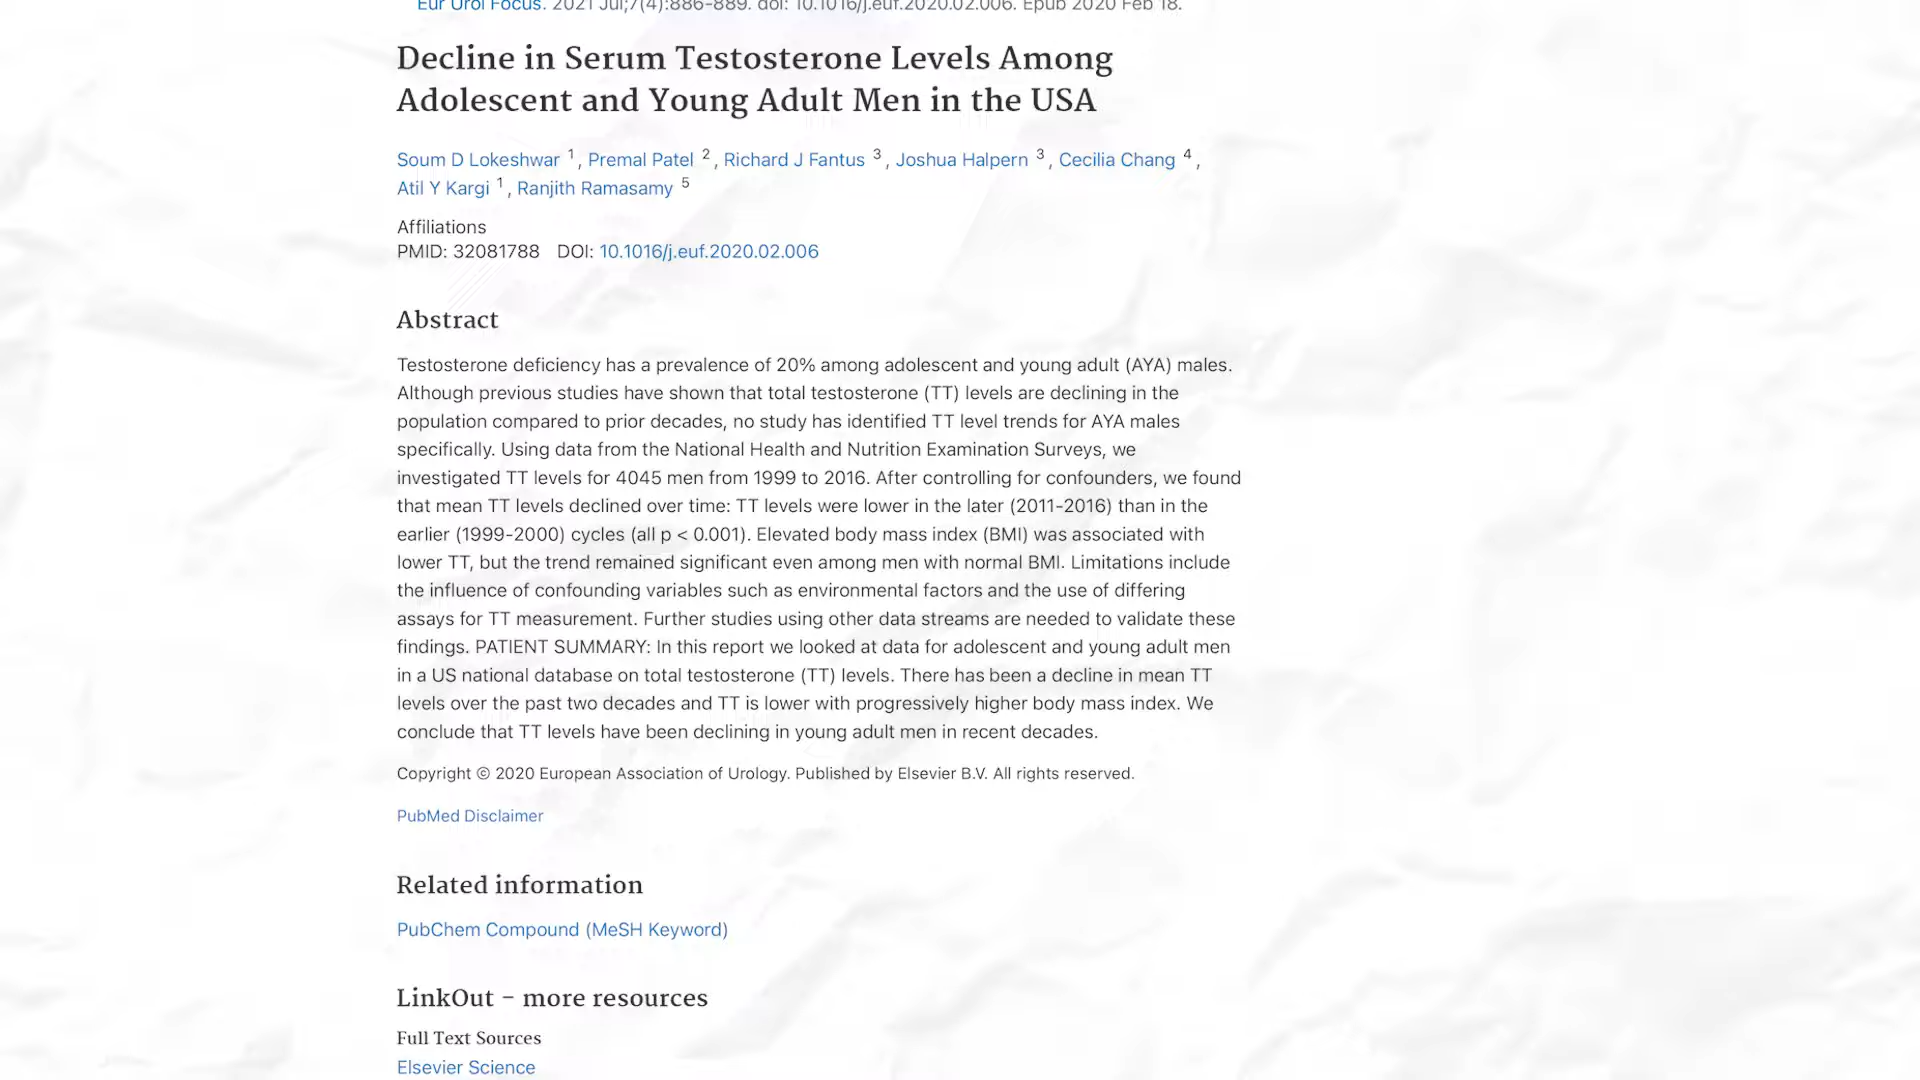 Eur Urol Focus. 2021 Jul;7(4):886-889. doi: 10.1016/j.euf.2020.02.006. Epub 2020 Feb 18.
Decline in Serum Testosterone Levels Among
Adolescent and Young Adult Men in the USA
Soum D Lokeshwar 1, Premal Patel 2, Richard J Fantus 3, Joshua Halpern 3, Cecilia Chang 4,
Atil Y Kargi 1, Ranjith Ramasamy 5
Affiliations
PMID: 32081788 DOI: 10.1016/j.euf.2020.02.006
Abstract
Testosterone deficiency has a prevalence of 20% among adolescent and young adult (AYA) males.
Although previous studies have shown that total testosterone (TT) levels are declining in the
population compared to prior decades, no study has identified TT level trends for AYA males
specifically. Using data from the National Health and Nutrition Examination Surveys, we
investigated TT levels for 4045 men from 1999 to 2016. After controlling for confounders, we found
that mean TT levels declined over time: TT levels were lower in the later (2011-2016) than in the
earlier (1999-2000) cycles (all p < 0.001). Elevated body mass index (BMI) was associated with
lower TT, but the trend remained significant even among men with normal BMI. Limitations include
the influence of confounding variables such as environmental factors and the use of differing
assays for TT measurement. Further studies using other data streams are needed to validate these
findings. PATIENT SUMMARY: In this report we looked at data for adolescent and young adult men
in a US national database on total testosterone (TT) levels. There has been a decline in mean TT
levels over the past two decades and TT is lower with progressively higher body mass index. We
conclude that TT levels have been declining in young adult men in recent decades.
Copyright © 2020 European Association of Urology. Published by Elsevier B.V. All rights reserved.
PubMed Disclaimer
Related information
PubChem Compound (MeSH Keyword)
LinkOut - more resources
Full Text Sources
Elsevier Science